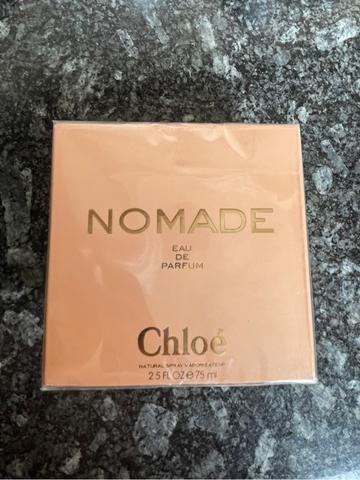 NOMADE
EAU
DE
PARFUM
Chloé
NATURAL SPRAY VAPORISATEUR
2.5 FL.OZ e 75 ml